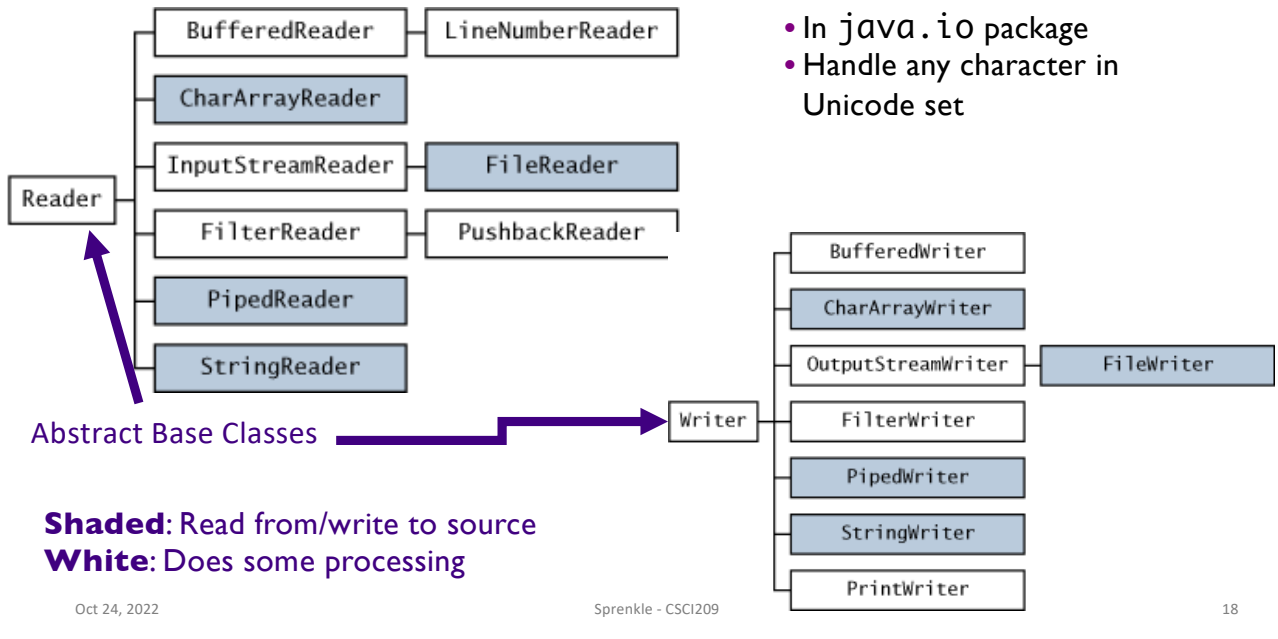 BufferedReader LineNumberReader
CharArrayReader
InputStreamReader FileReader
Reader
FilterReader PushbackReader
PipedReader
StringReader
• In java.io package
• Handle any character in
Unicode set
Abstract Base Classes
BufferedWriter
CharArrayWriter
OutputStreamWriter FileWriter
Writer FilterWriter
PipedWriter
StringWriter
PrintWriter
Shaded: Read from/write to source
White: Does some processing
Oct 24, 2022 Sprenkle - CSCI209 18